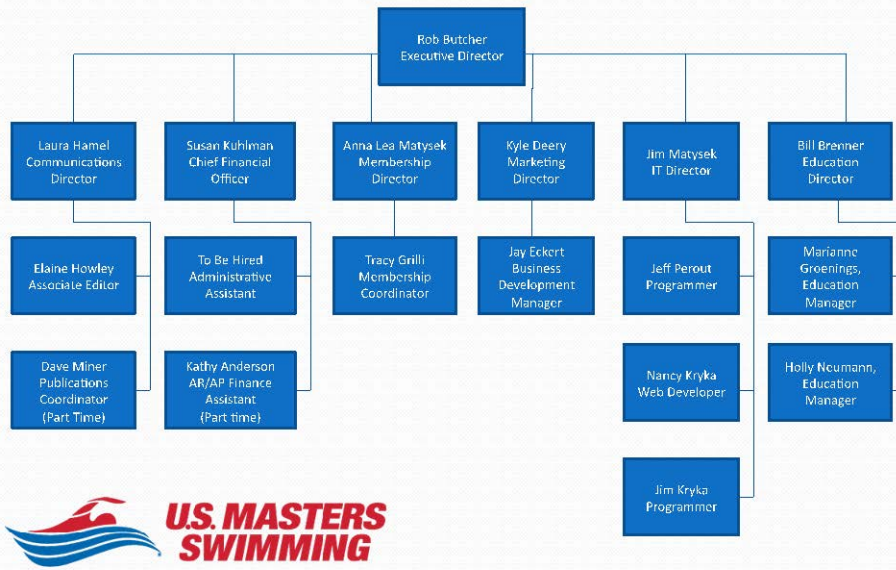 Rob Butcher
Executive Director
Laura Hamel
Communications
Director
Susan Kuhlman
Chief Financial
Officer
Anna Lea Matysek
Membership
Director
Kyle Deery
Marketing
Director
Jim Matysek
IT Director
Bill Brenner
Education
Director
Elaine Howley
Associate Editor
To Be Hired
Administrative
Assistant
Tracy Grilli
Membership
Coordinator
Jay Eckert
Business
Development
Manager
Jeff Perout
Programmer
Marianne
Groenings,
Education
Manager
Dave Miner
Publications
Coordinator
(Part Time)
Kathy Anderson
AR/AP Finance
Assistant
(Part time)
Nancy Kryka
Web Developer
Holly Neumann,
Education
Manager
Jim Kryka
Programmer
U.S. MASTERS
SWIMMING